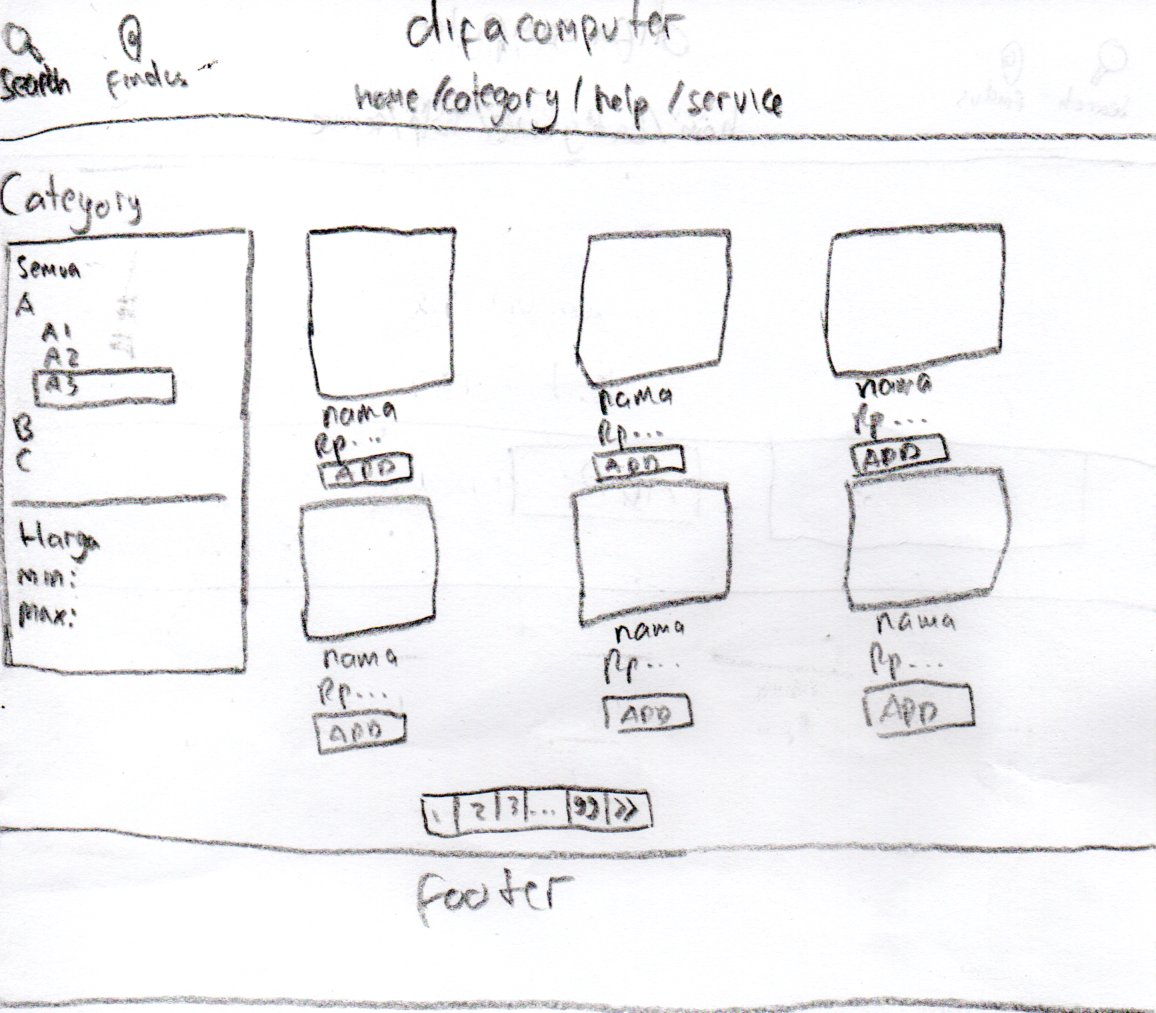 difacomputer
Search findus
home/category/help/service
Category
Semua
A
A1
A2
A3
B
C
Harga
Min:
Max:
nama nama nama
Rp... Rp... Rp...
ADD ADD ADD
nama nama nama
Rp... Rp... Rp...
ADD ADD ADD
1 2 3 ... 99 >>
Footer